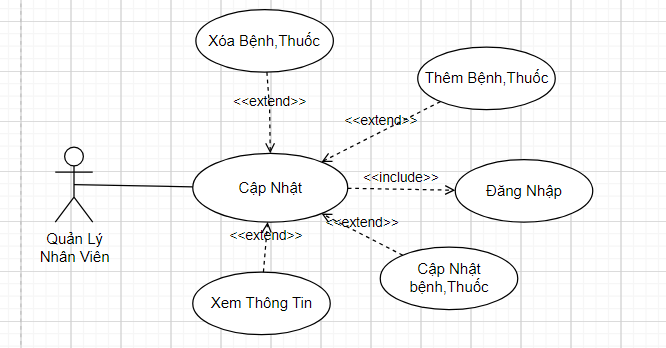 Xóa Bệnh,Thuốc
Thêm Bệnh,Thuốc
<<extend>>
<<extend>>
<<include>>
Cập Nhật
Đăng Nhập
Quản Lý
Nhân Viên
<<extend>>
<<extend>>
Cập Nhật
bệnh,Thuốc
Xem Thông Tin